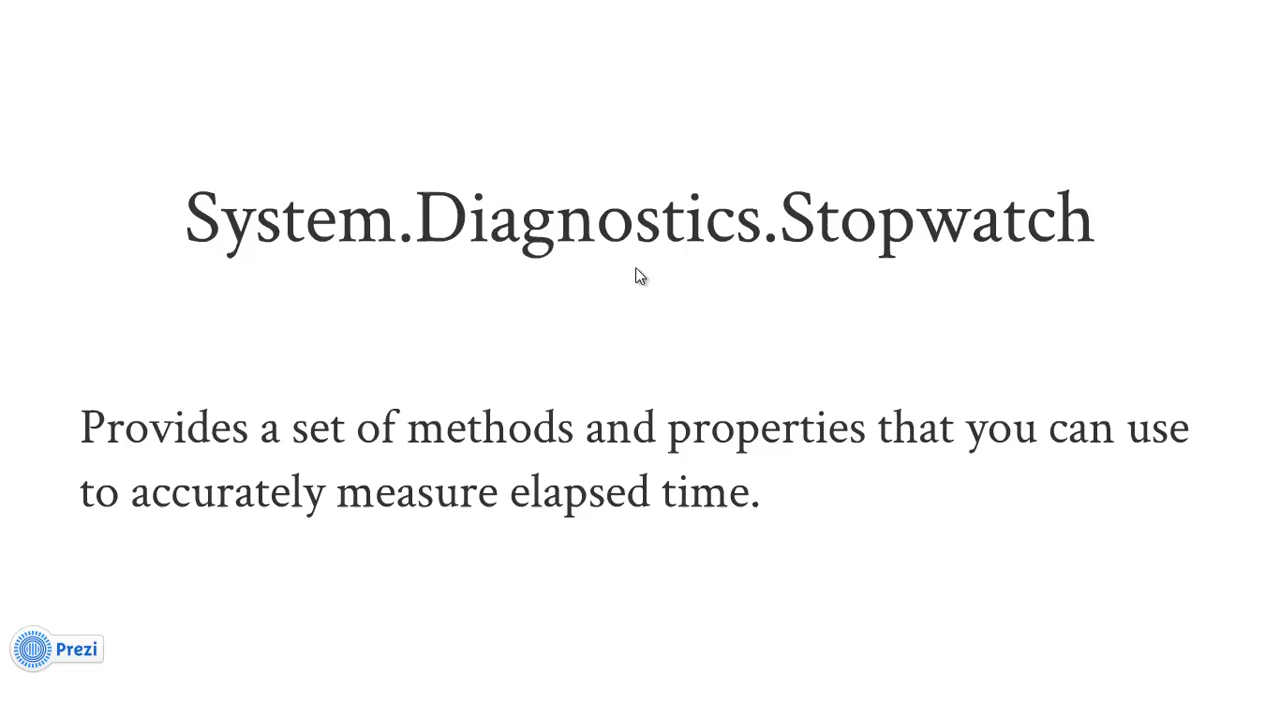 System.Diagnostics.Stopwatch
Provides a set of methods and properties that you can use
to accurately measure elapsed time.
Prezi